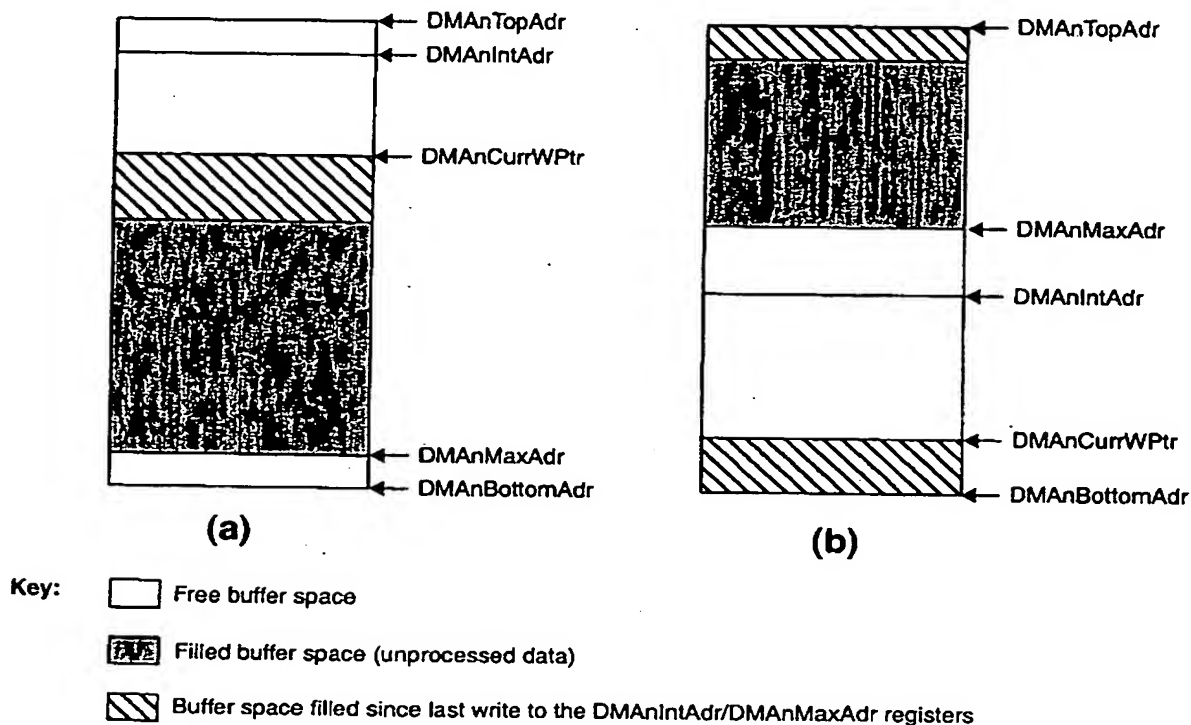 DMAnTopAdr
DMAnIntAdr
DMAnCurrWPtr
DMAnMaxAdr
DMAnBottomAdr
(a)
DMAnTopAdr
DMAnMaxAdr
DMAnIntAdr
DMAnCurrWPtr
DMAnBottomAdr
(b)
Key:
Free buffer space
Filled buffer space (unprocessed data)
Buffer space filled since last write to the DMAnIntAdr/DMAnMaxAdr registers